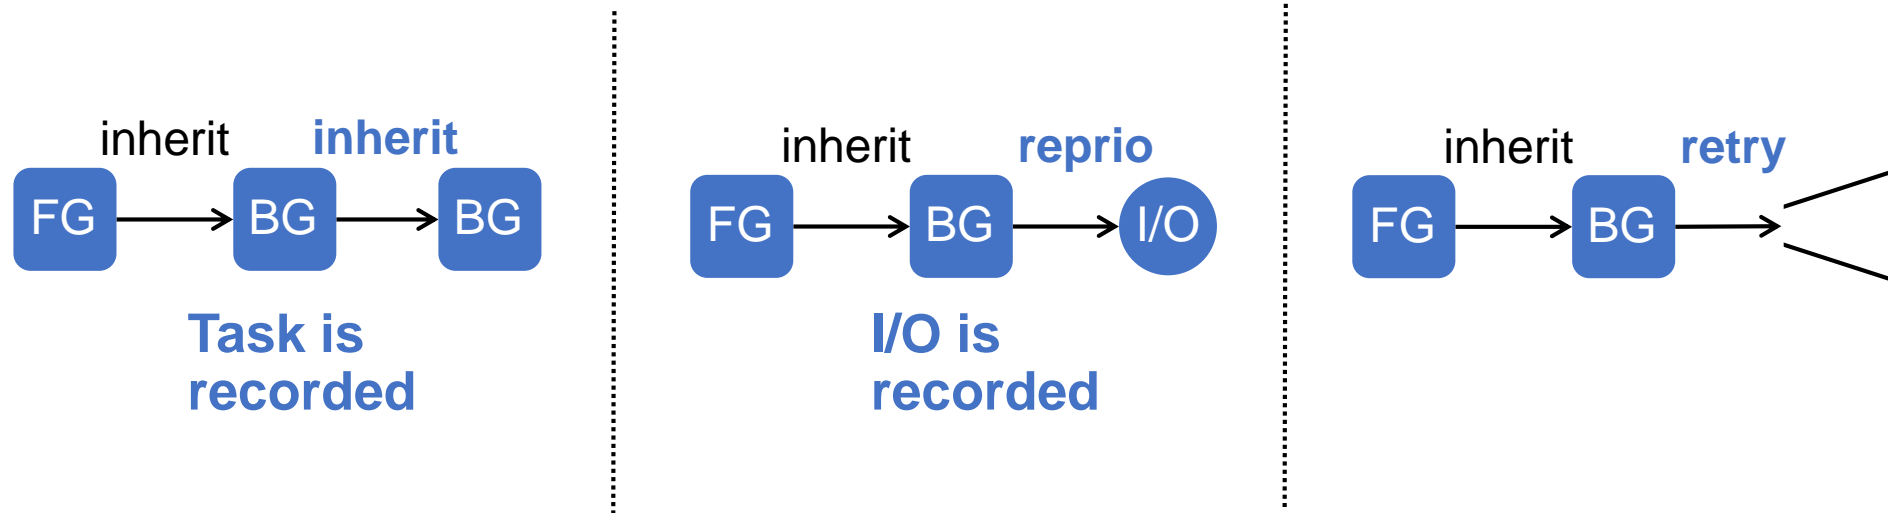 inherit inherit
FG BG BG
Task is
recorded
inherit reprio
FG BG I/O
I/O is
recorded
inherit retry
FG BG